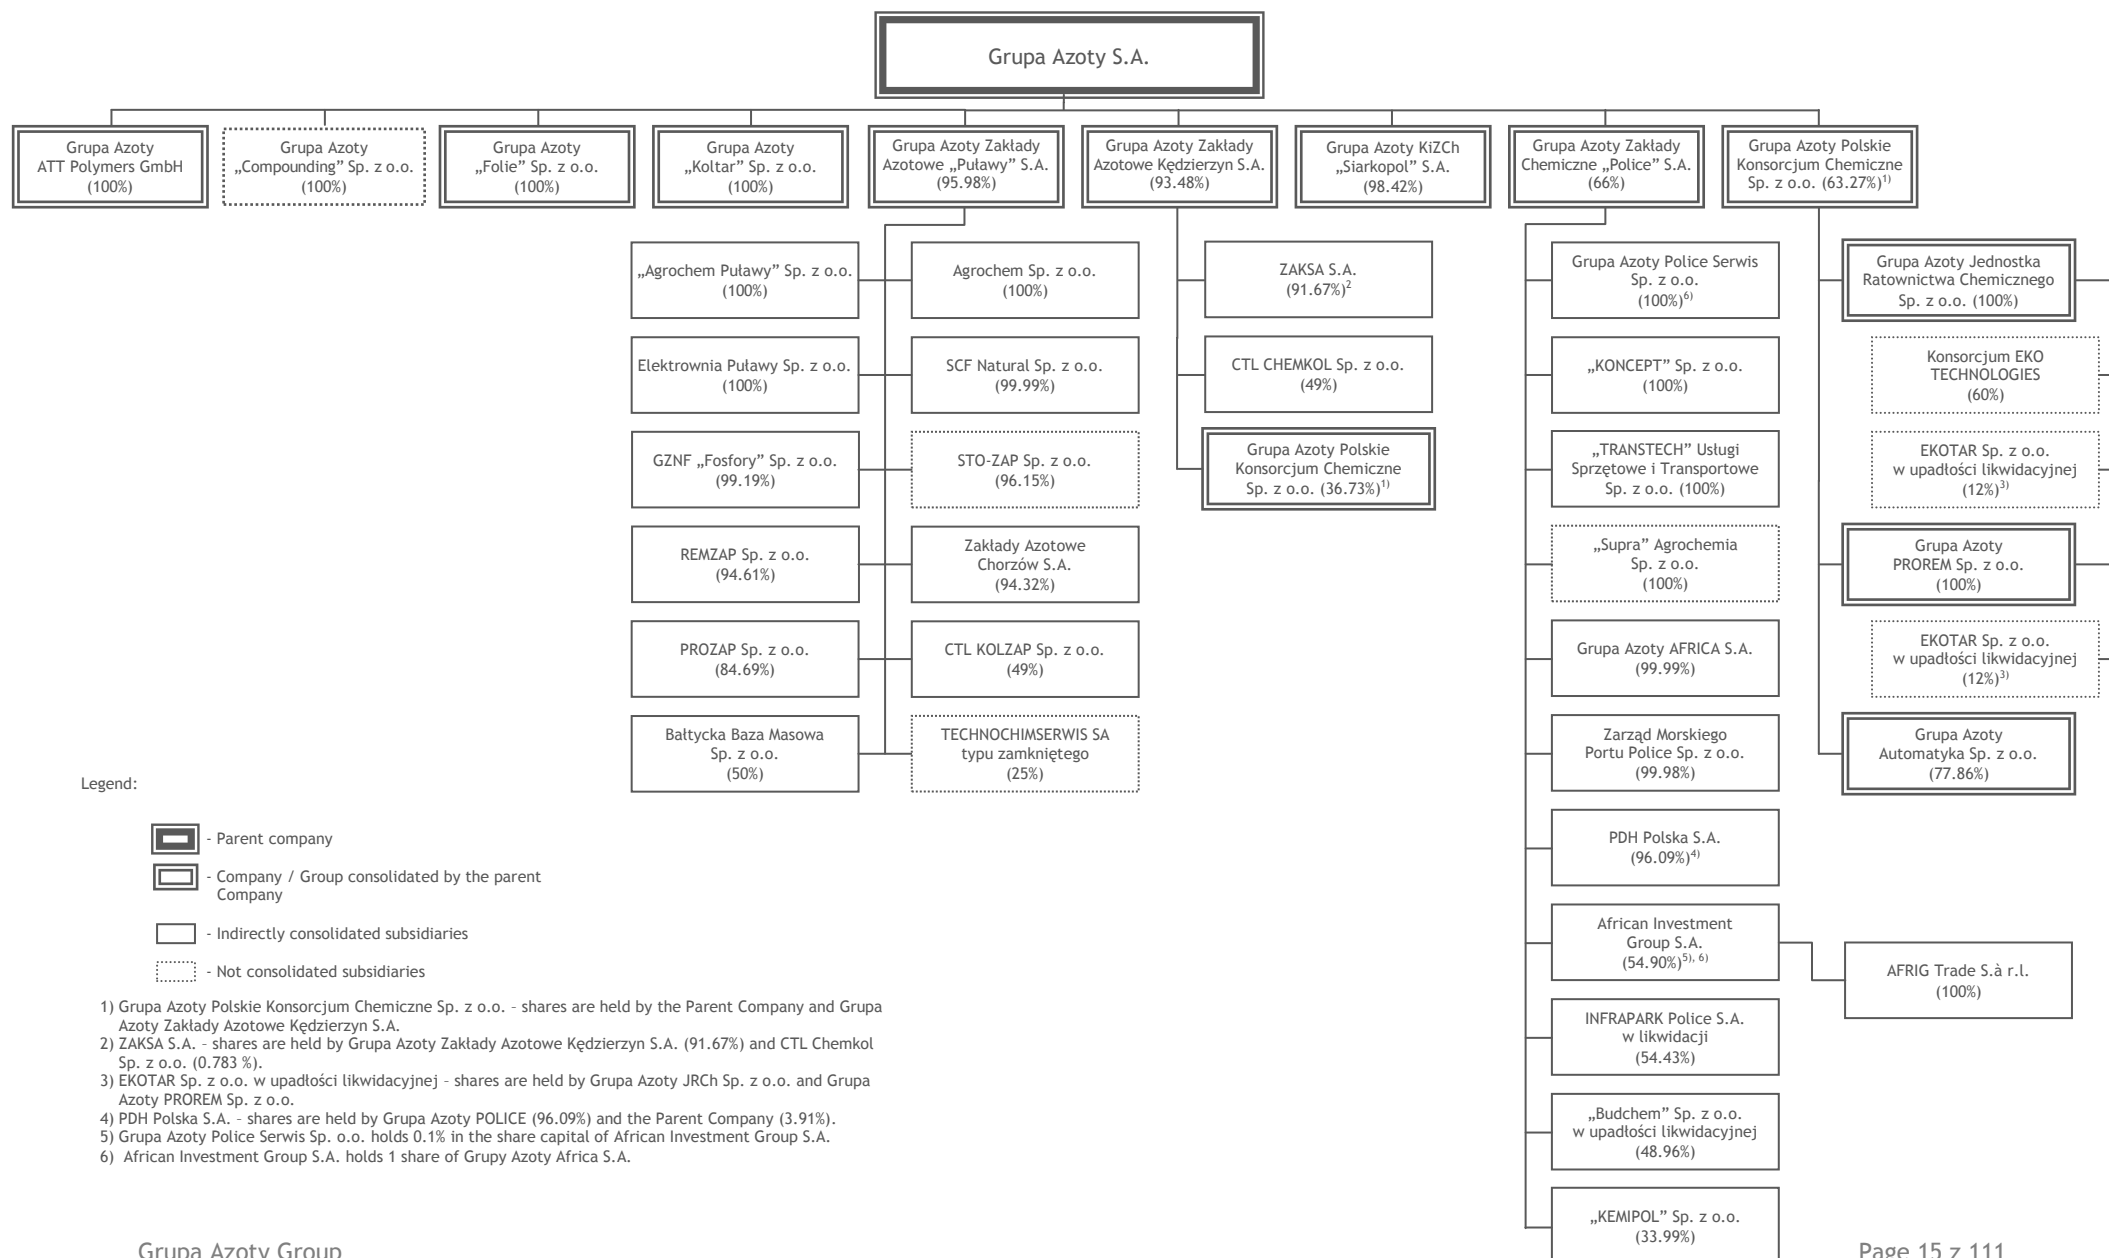 Grupa Azoty S.A.
Grupa Azoty
ATT Polymers GmbH
(100%)
Grupa Azoty
„Compounding” Sp. z o.o.
(100%)
Grupa Azoty
„Folie” Sp. z o.o.
(100%)
Grupa Azoty
„Koltar” Sp. z o.o.
(100%)
Grupa Azoty Zakłady
Azotowe „Puławy” S.A.
(95.98%)
Grupa Azoty Zakłady
Azotowe Kędzierzyn S.A.
(93.48%)
Grupa Azoty KiZCh
„Siarkopol” S.A.
(98.42%)
Grupa Azoty Zakłady
Chemiczne „Police” S.A.
(66%)
Grupa Azoty Polskie
Konsorcjum Chemiczne
Sp. z o.o. (63.27%)1)
„Agrochem Puławy” Sp. z o.o.
(100%)
Elektrownia Puławy Sp. z o.o.
(100%)
GZNF „Fosfory” Sp. z o.o.
(99.19%)
REMZAP Sp. z o.o.
(94.61%)
PROZAP Sp. z o.o.
(84.69%)
Bałtycka Baza Masowa
Sp. z o.o.
(50%)
Agrochem Sp. z o.o.
(100%)
SCF Natural Sp. z o.o.
(99.99%)
STO-ZAP Sp. z o.o.
(96.15%)
Zakłady Azotowe
Chorzów S.A.
(94.32%)
CTL KOLZAP Sp. z o.o.
(49%)
TECHNOCHIMSERWIS SA
typu zamkniętego
(25%)
ZAKSA S.A.
(91.67%)2
CTL CHEMKOL Sp. z o.o.
(49%)
Grupa Azoty Polskie
Konsorcjum Chemiczne
Sp. z o.o. (36.73%)1)
Grupa Azoty Police Serwis
Sp. z o.o.
(100%)6)
„KONCEPT” Sp. z o.o.
(100%)
„TRANSTECH” Usługi
Sprzętowe i Transportowe
Sp. z o.o. (100%)
„Supra” Agrochemia
Sp. z o.o.
(100%)
Grupa Azoty AFRICA S.A.
(99.99%)
Zarząd Morskiego
Portu Police Sp. z o.o.
(99.98%)
PDH Polska S.A.
(96.09%)4)
African Investment
Group S.A.
(54.90%)5), 6)
INFRAPARK Police S.A.
w likwidacji
(54.43%)
„Budchem” Sp. z o.o.
w upadłości likwidacyjnej
(48.96%)
„KEMIPOL” Sp. z o.o.
(33.99%)
Grupa Azoty Jednostka
Ratownictwa Chemicznego
Sp. z o.o. (100%)
Konsorcjum EKO
TECHNOLOGIES
(60%)
EKOTAR Sp. z o.o.
w upadłości likwidacyjnej
(12%)3)
Grupa Azoty
PROREM Sp. z o.o.
(100%)
EKOTAR Sp. z o.o.
w upadłości likwidacyjnej
(12%)3)
Grupa Azoty
Automatyka Sp. z o.o.
(77.86%)
AFRIG Trade S.à r.l.
(100%)
Legend:
- Parent company
- Company / Group consolidated by the parent
Company
- Indirectly consolidated subsidiaries
- Not consolidated subsidiaries
1) Grupa Azoty Polskie Konsorcjum Chemiczne Sp. z o.o. – shares are held by the Parent Company and Grupa
Azoty Zakłady Azotowe Kędzierzyn S.A.
2) ZAKSA S.A. – shares are held by Grupa Azoty Zakłady Azotowe Kędzierzyn S.A. (91.67%) and CTL Chemkol
Sp. z o.o. (0.783 %).
3) EKOTAR Sp. z o.o. w upadłości likwidacyjnej – shares are held by Grupa Azoty JRCh Sp. z o.o. and Grupa
Azoty PROREM Sp. z o.o.
4) PDH Polska S.A. – shares are held by Grupa Azoty POLICE (96.09%) and the Parent Company (3.91%).
5) Grupa Azoty Police Serwis Sp. o.o. holds 0.1% in the share capital of African Investment Group S.A.
6) African Investment Group S.A. holds 1 share of Grupy Azoty Africa S.A.
Grupa Azoty Group
Page 15 z 111